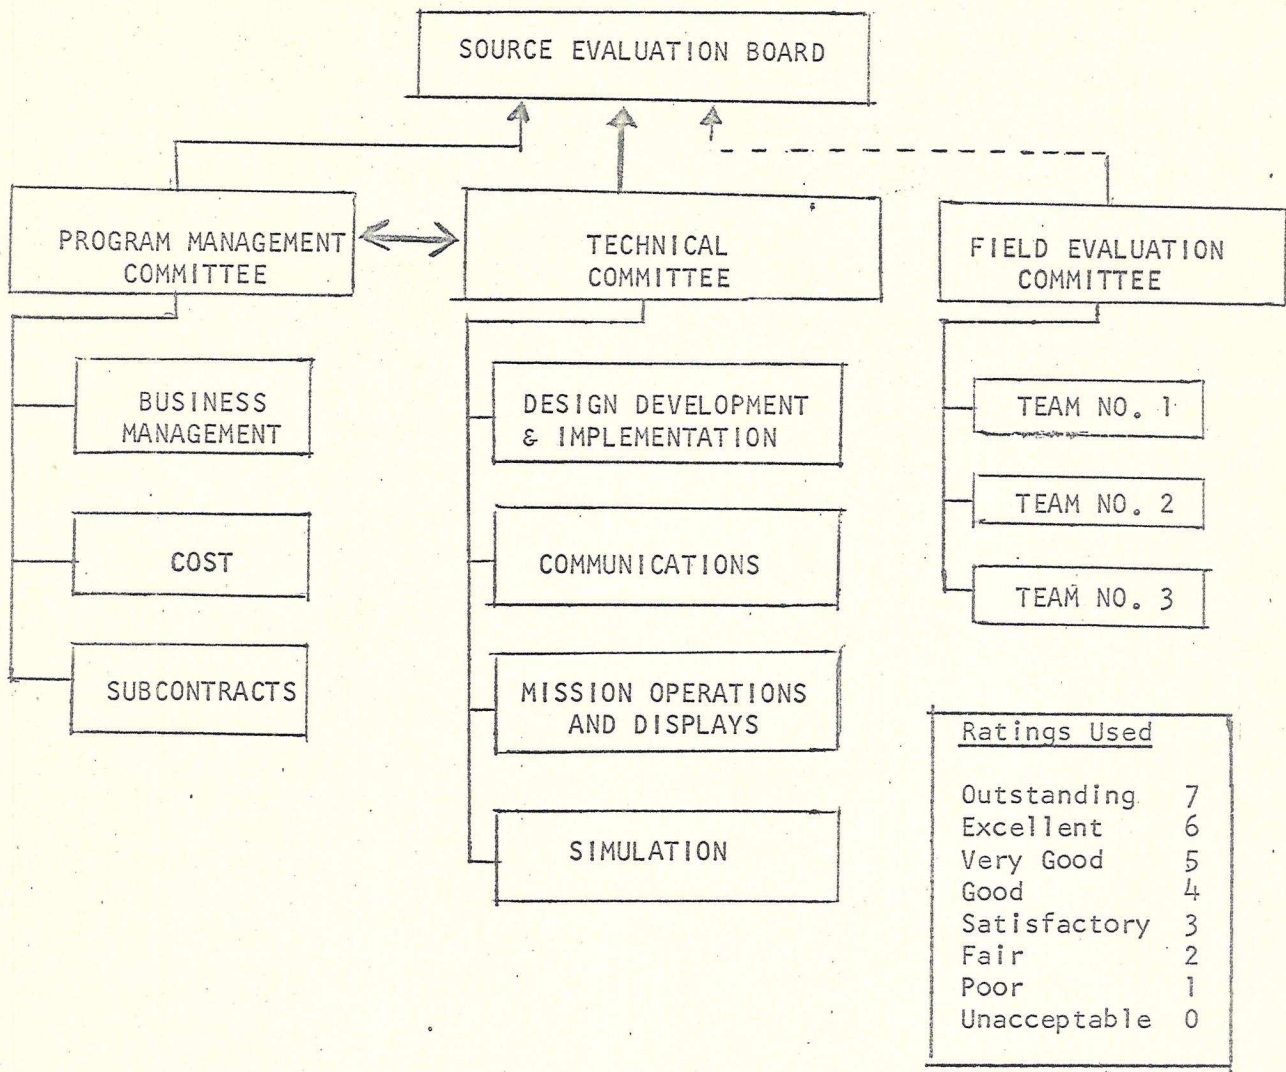 SOURCE EVALUATION BOARD
PROGRAM MANAGEMENT
COMMITTEE
TECHNICAL
COMMITTEE
FIELD EVALUATION
COMMITTEE
BUSINESS
MANAGEMENT
COST
SUBCONTRACTS
DESIGN DEVELOPMENT
& IMPLEMENTATION
COMMUNICATIONS
MISSION OPERATIONS
AND DISPLAYS
SIMULATION
TEAM NO. 1
TEAM NO. 2
TEAM NO. 3
Ratings Used
Outstanding 7
Excellent 6
Very Good 5
Good 4
Satisfactory 3
Fair 2
Poor 1
Unacceptable 0